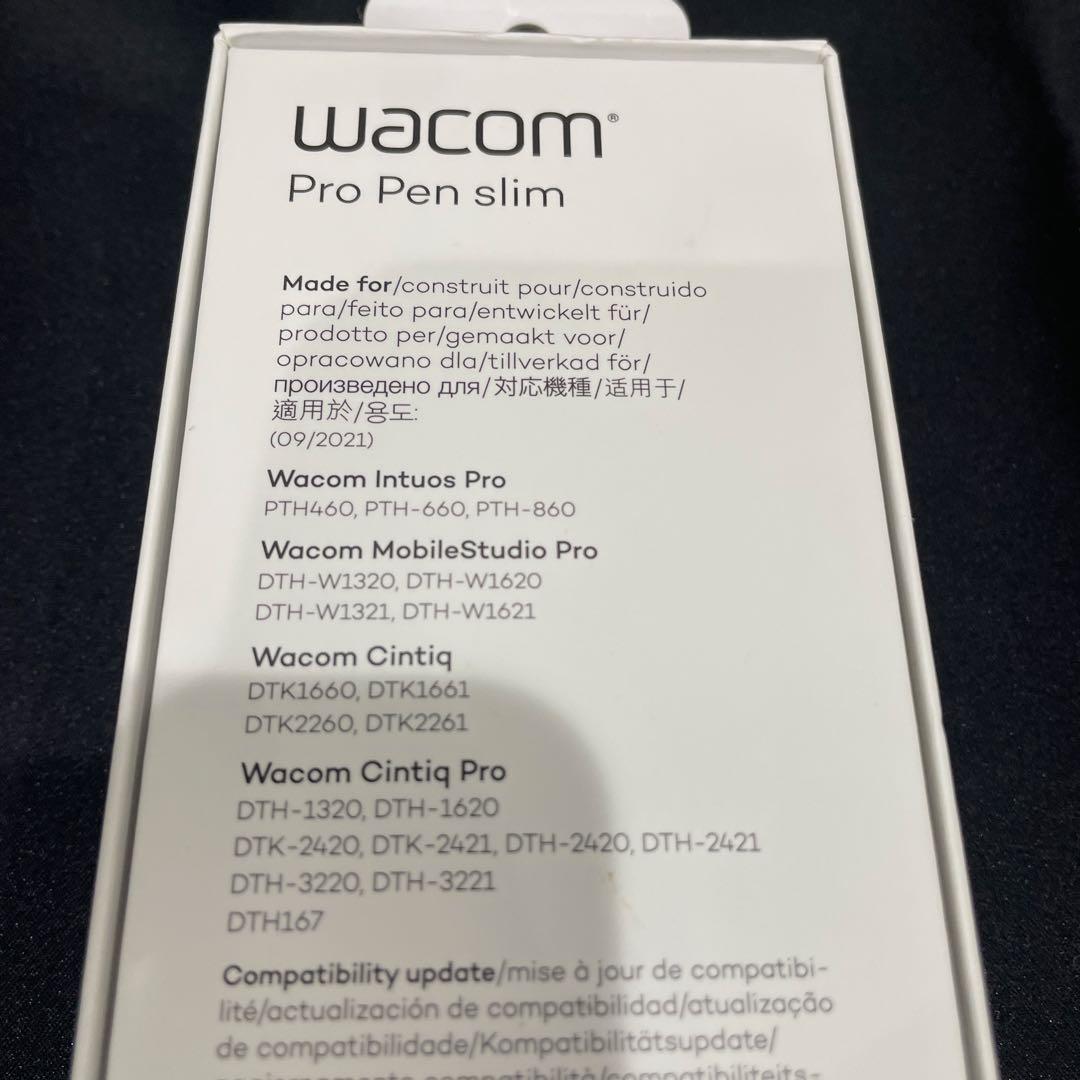 wacom®
Pro Pen slim
Made for/construit pour/construido
para/feito para/entwickelt für/
prodotto per/gemaakt voor/
opracowano dla/tillverkad för/
произведено для/対応機種/适用于/
適用於/용도:
(09/2021)
Wacom Intuos Pro
PTH460, PTH-660, PTH-860
Wacom MobileStudio Pro
DTH-W1320, DTH-W1620
DTH-W1321, DTH-W1621
Wacom Cintiq
DTK1660, DTK1661
DTK2260, DTK2261
Wacom Cintiq Pro
DTH-1320, DTH-1620
DTK-2420, DTK-2421, DTH-2420, DTH-2421
DTH-3220, DTH-3221
DTH167
Compatibility update/mise à jour de compatibi-
lité/actualización de compatibilidad/atualização
de compatibilidade/Kompatibilitätsupdate/
aggiornamento compatibilità/compatibiliteits-